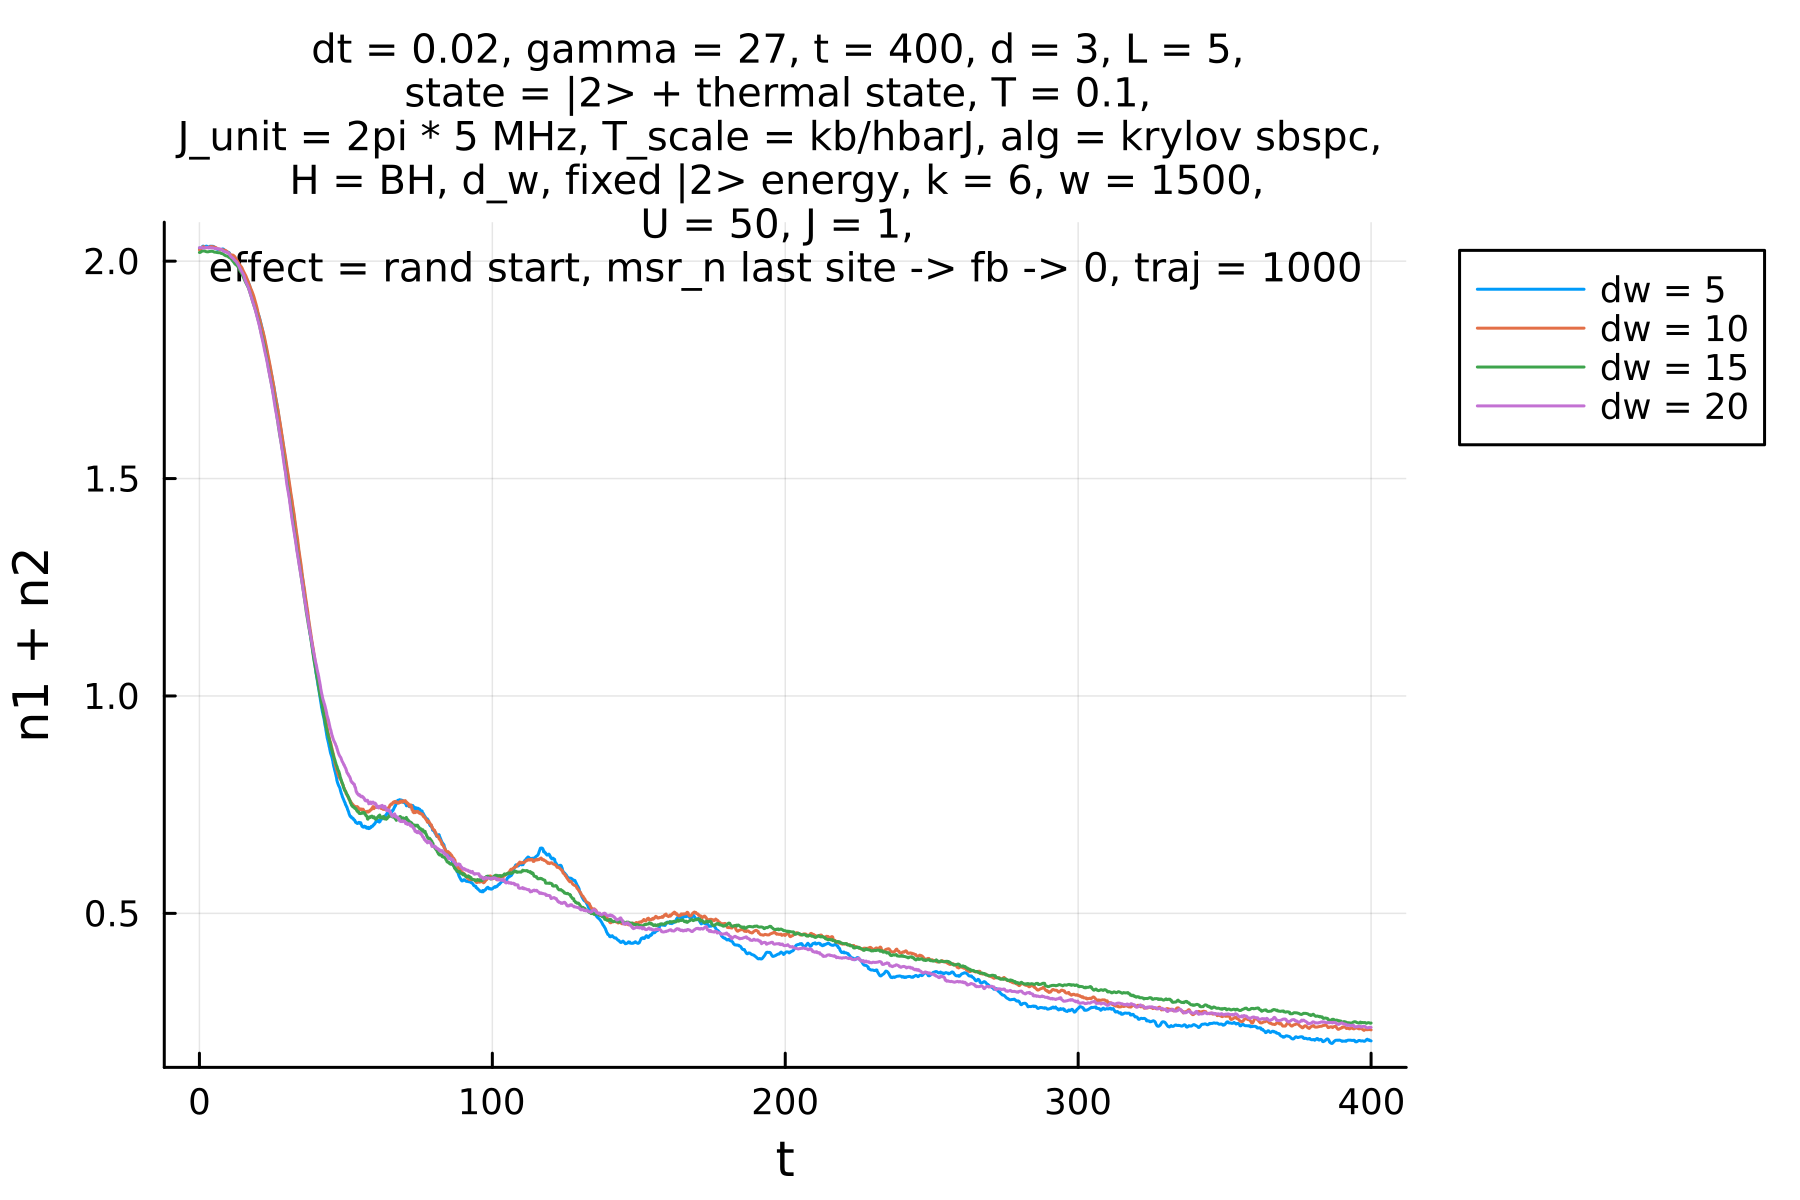 dt = 0.02, gamma = 27, t = 400, d = 3, L = 5,
state = |2> + thermal state, T = 0.1,
J_unit = 2pi * 5 MHz, T_scale = kb/hbarJ, alg = krylov sbspc,
H = BH, d_w, fixed |2> energy, k = 6, w = 1500,
U = 50, J = 1,
effect = rand start, msr_n last site -> fb -> 0, traj = 1000
n1 + n2
2.0
1.5
1.0
0.5
0
100
200
300
400
t
dw = 5
dw = 10
dw = 15
dw = 20